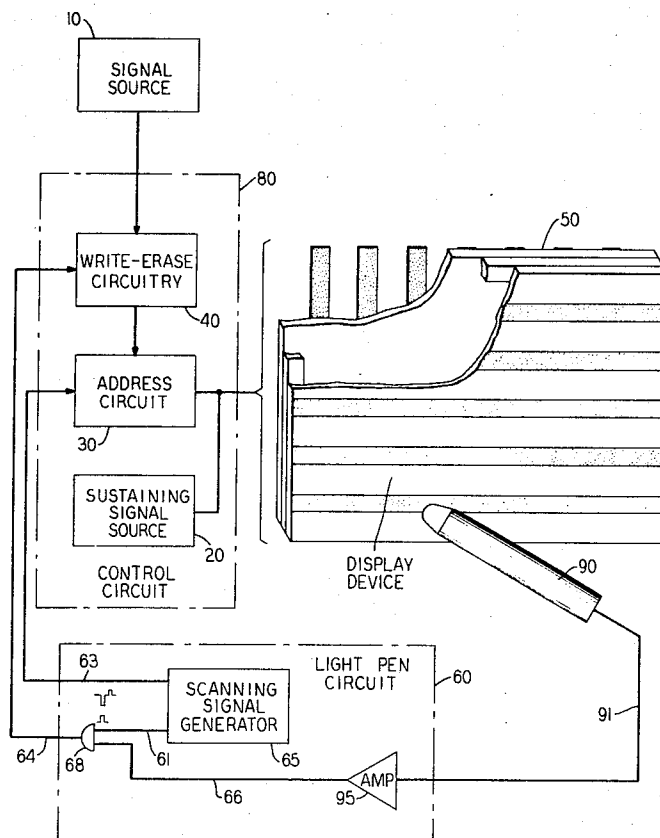 10
SIGNAL
SOURCE
80
50
WRITE-ERASE
CIRCUITRY
40
ADDRESS
CIRCUIT
30
SUSTAINING
SIGNAL
SOURCE
20
CONTROL
CIRCUIT
DISPLAY
DEVICE
90
63
LIGHT PEN
CIRCUIT
60
SCANNING
SIGNAL
GENERATOR
91
64
68
61
65
66
AMP
95